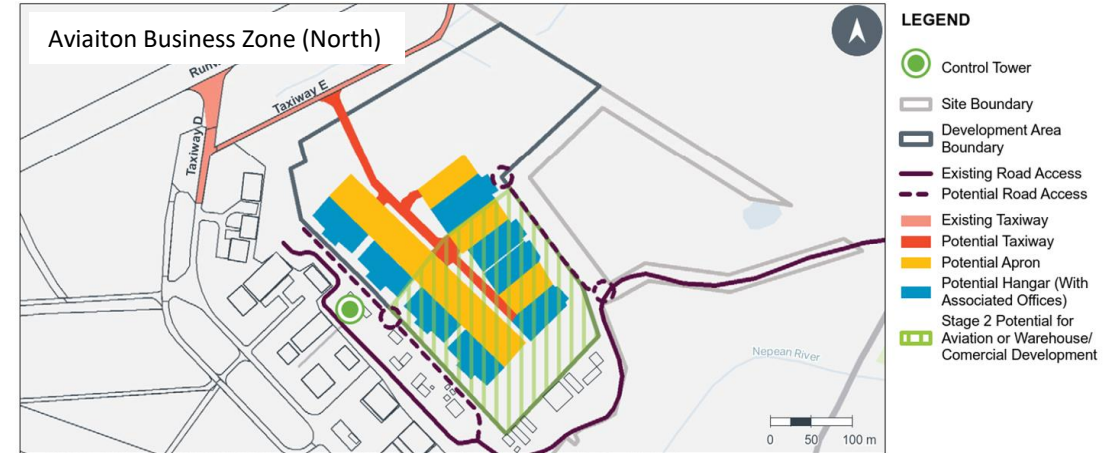 Aviaiton Business Zone (North)
Taxiway E
Taxiway D
Nepean River
0 50 100 m
LEGEND
Control Tower
Site Boundary
Development Area
Boundary
Existing Road Access
Potential Road Access
Existing Taxiway
Potential Taxiway
Potential Apron
Potential Hangar (With
Associated Offices)
Stage 2 Potential for
Aviation or Warehouse/
Comercial Development